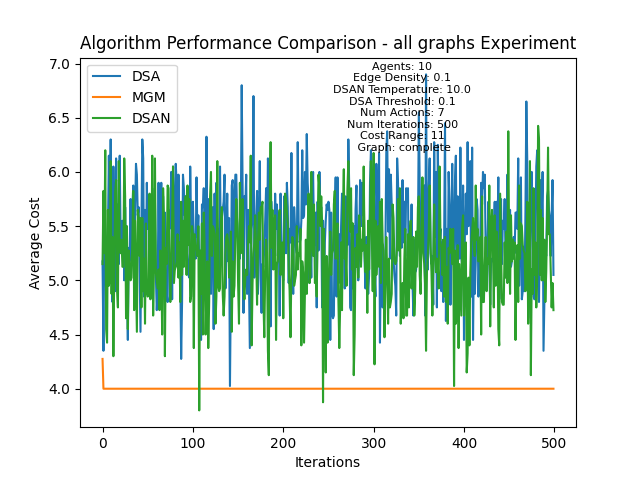 Algorithm Performance Comparison - all graphs Experiment
7.0
6.5
6.0
5.5
5.0
4.5
4.0
Average Cost
DSA
MGM
DSAN
Agents: 10
Edge Density: 0.1
DSAN Temperature: 10.0
DSA Threshold: 0.1
Num Actions: 7
Num Iterations: 500
Cost Range: 11
Graph: complete
0 100 200 300 400 500
Iterations